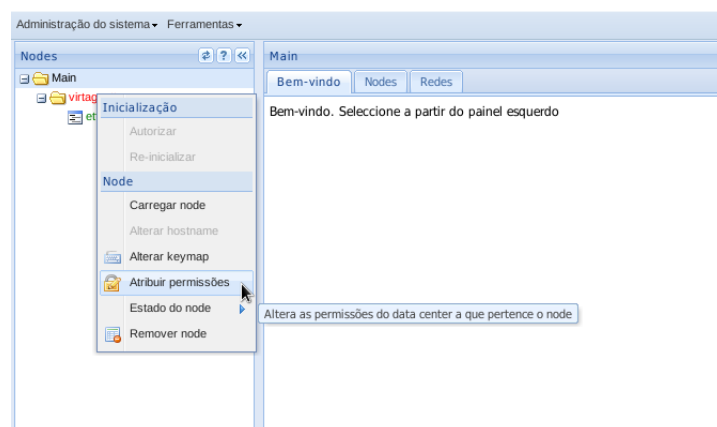 Administração do sistema Ferramentas
Nodes
Main
Main
Bem-vindo Nodes Redes
Bem-vindo. Seleccione a partir do painel esquerdo
Inicialização
Autorizar
Re-inicializar
Node
Carregar node
Alterar hostname
Alterar keymap
Atribuir permissões
Estado do node
Remover node
Altera as permissões do data center a que pertence o node